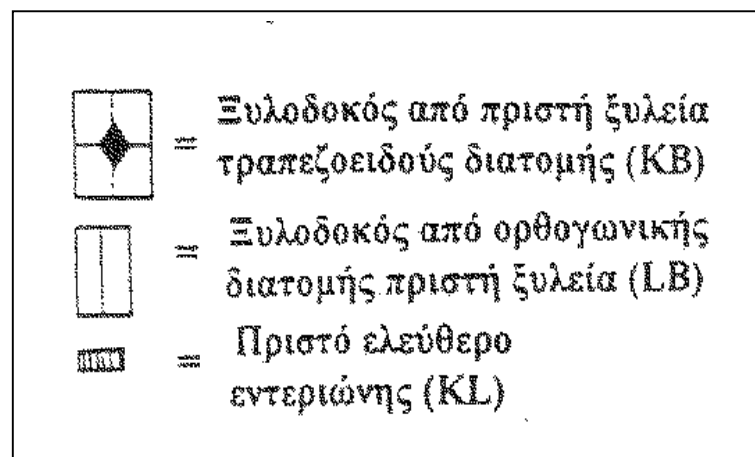 = Ξυλοδοκός από πριστή ξυλεία
τραπεζοειδούς διατομής (KB)
= Ξυλοδοκός από ορθογωνικής
διατομής πριστή ξυλεία (LB)
= Πριστό ελεύθερο
εντεριώνης (KL)